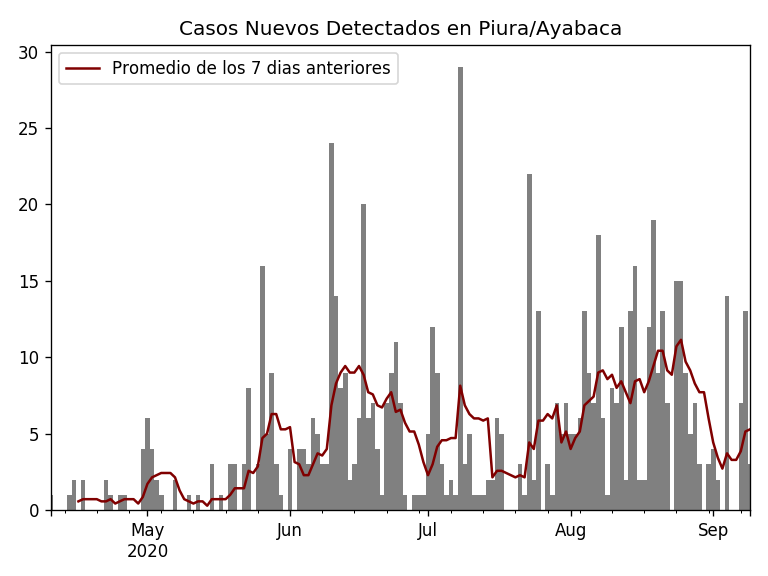 Casos Nuevos Detectados en Piura/Ayabaca
Promedio de los 7 dias anteriores
30
25
20
15
10
5
0
May
2020
Jun
Jul
Aug
Sep